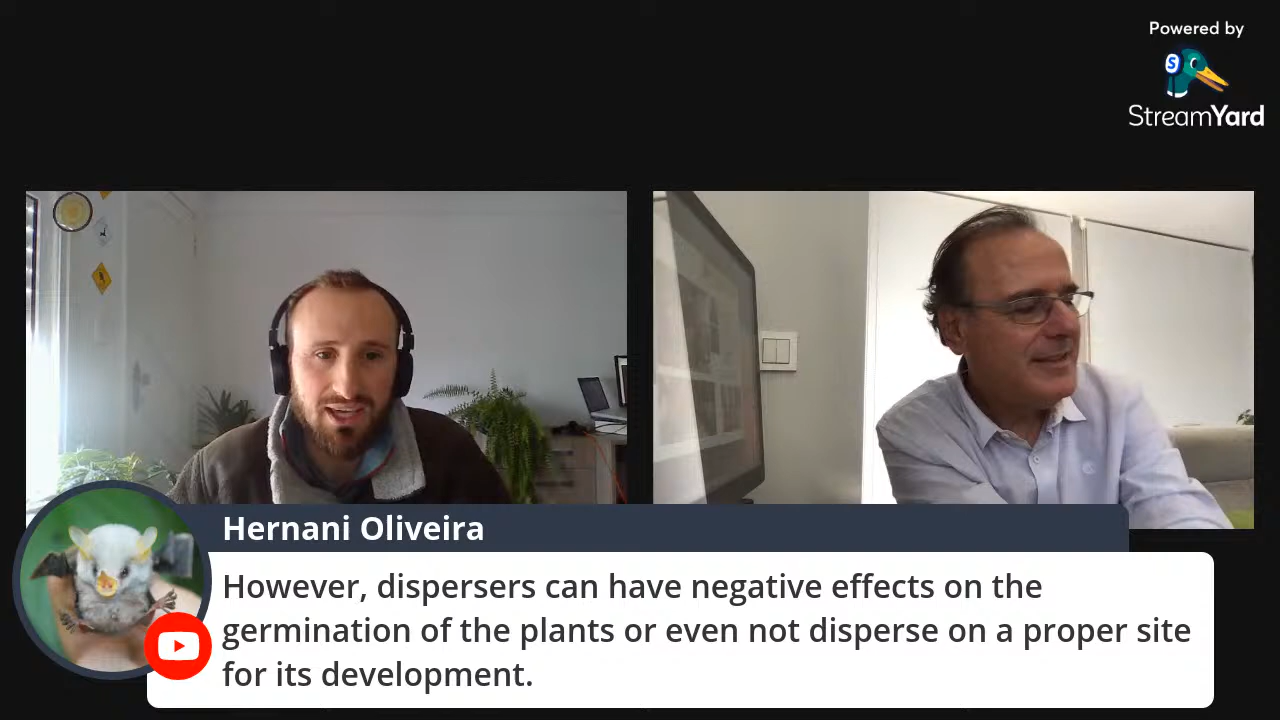 Powered by
StreamYard
Hernani Oliveira
However, dispersers can have negative effects on the
germination of the plants or even not disperse on a proper site
for its development.